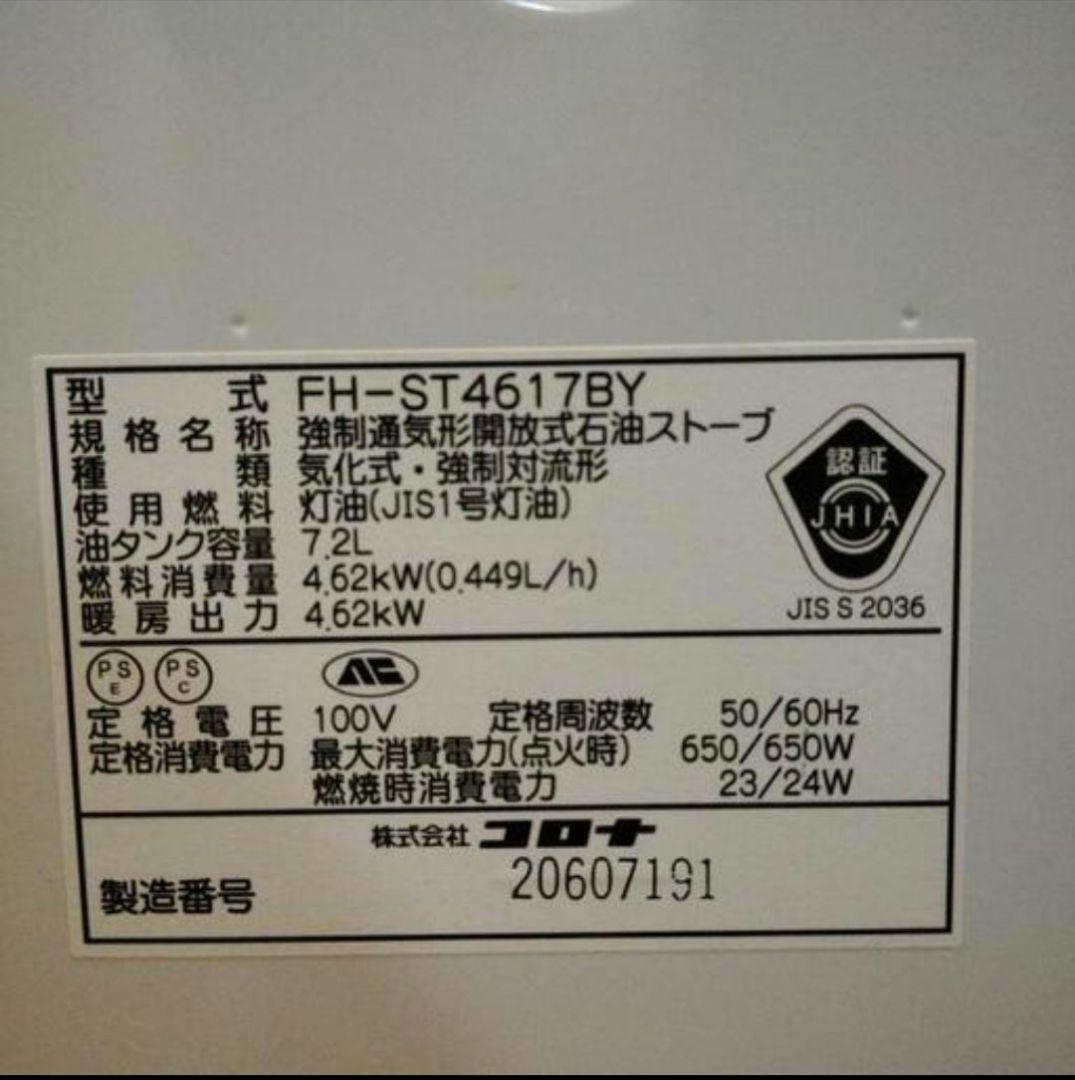 型式 FH-ST4617BY
規格名称 強制通気形開放式石油ストーブ
種類 気化式・強制対流形
使用燃料 灯油(JIS1号灯油)
油タンク容量 7.2L
燃料消費量 4.62kW(0.449L/h)
暖房出力 4.62kW
認証
JHIA
JIS S 2036
PS E PS C
定格電圧 100V 定格周波数 50/60Hz
定格消費電力 最大消費電力(点火時) 650/650W
燃焼時消費電力 23/24W
株式会社 コロナ
製造番号 20607191